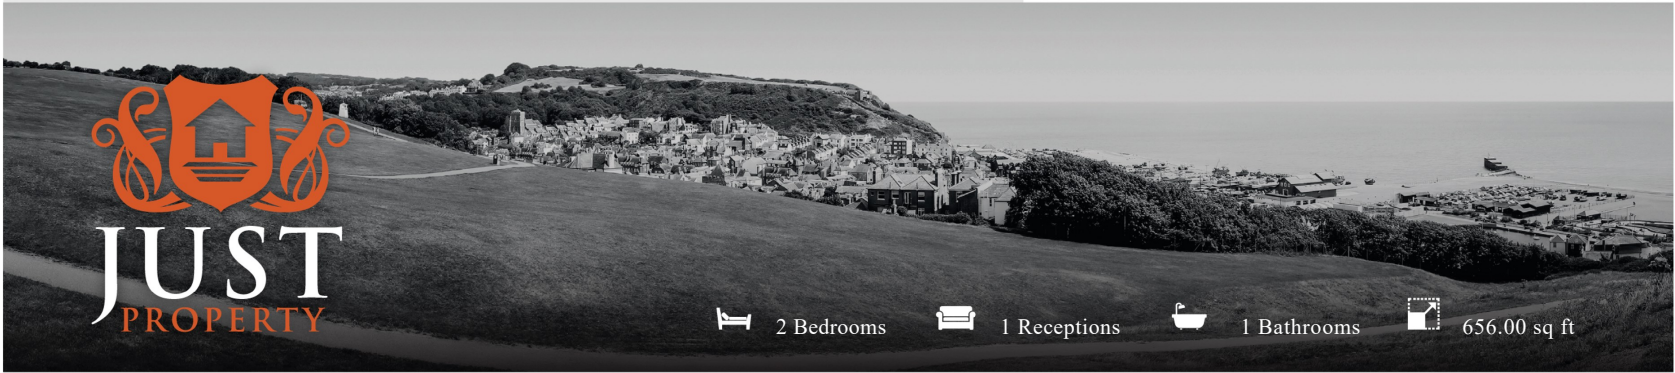 JUST
PROPERTY
2 Bedrooms
1 Receptions
1 Bathrooms
656.00 sq ft